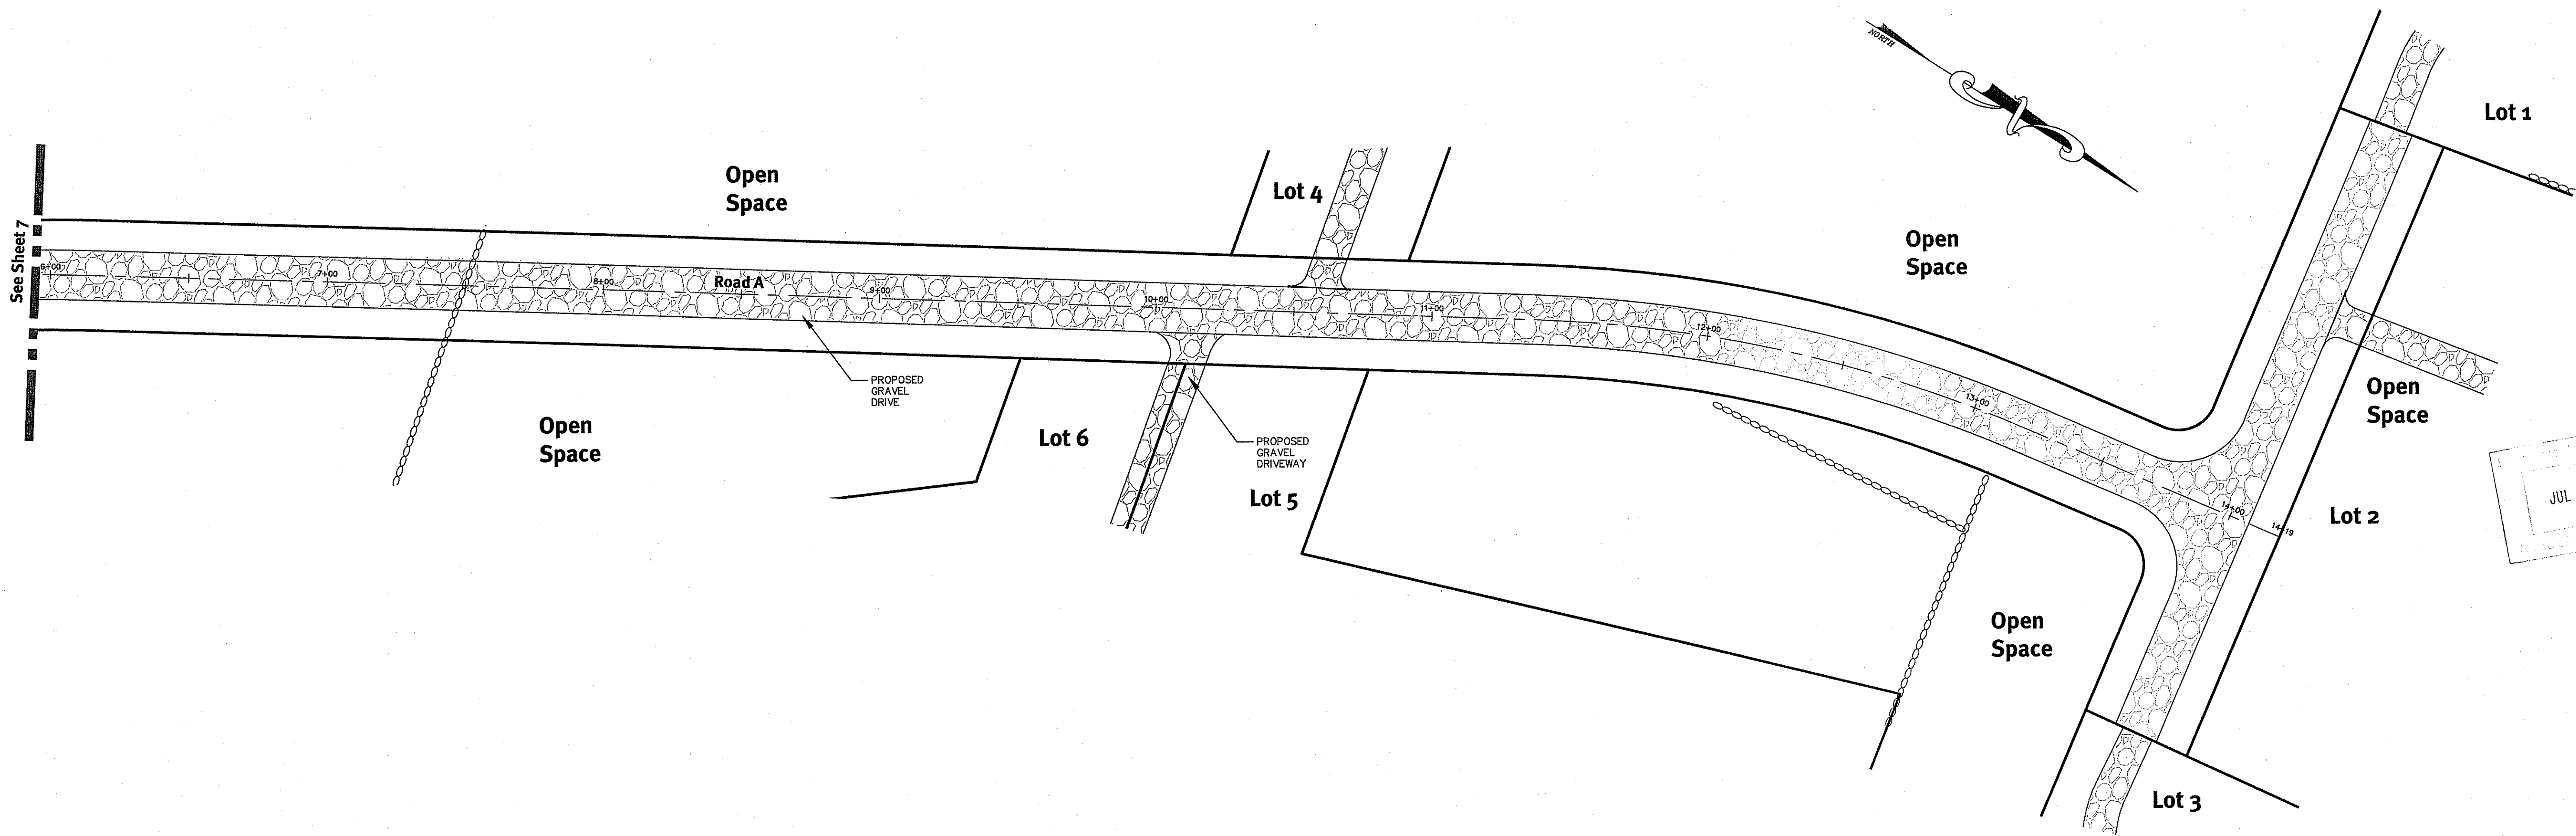 NORTH
Lot 1
Open
Space
Lot 4
See Sheet 7
6+00
7+00
8+00
Road A
9+00
10+00
11+00
12+00
13+00
14+00
14+19
Open
Space
PROPOSED
GRAVEL
DRIVE
Open
Space
Lot 6
PROPOSED
GRAVEL
DRIVEWAY
Lot 5
Open
Space
Lot 2
JUL
Open
Space
Lot 3